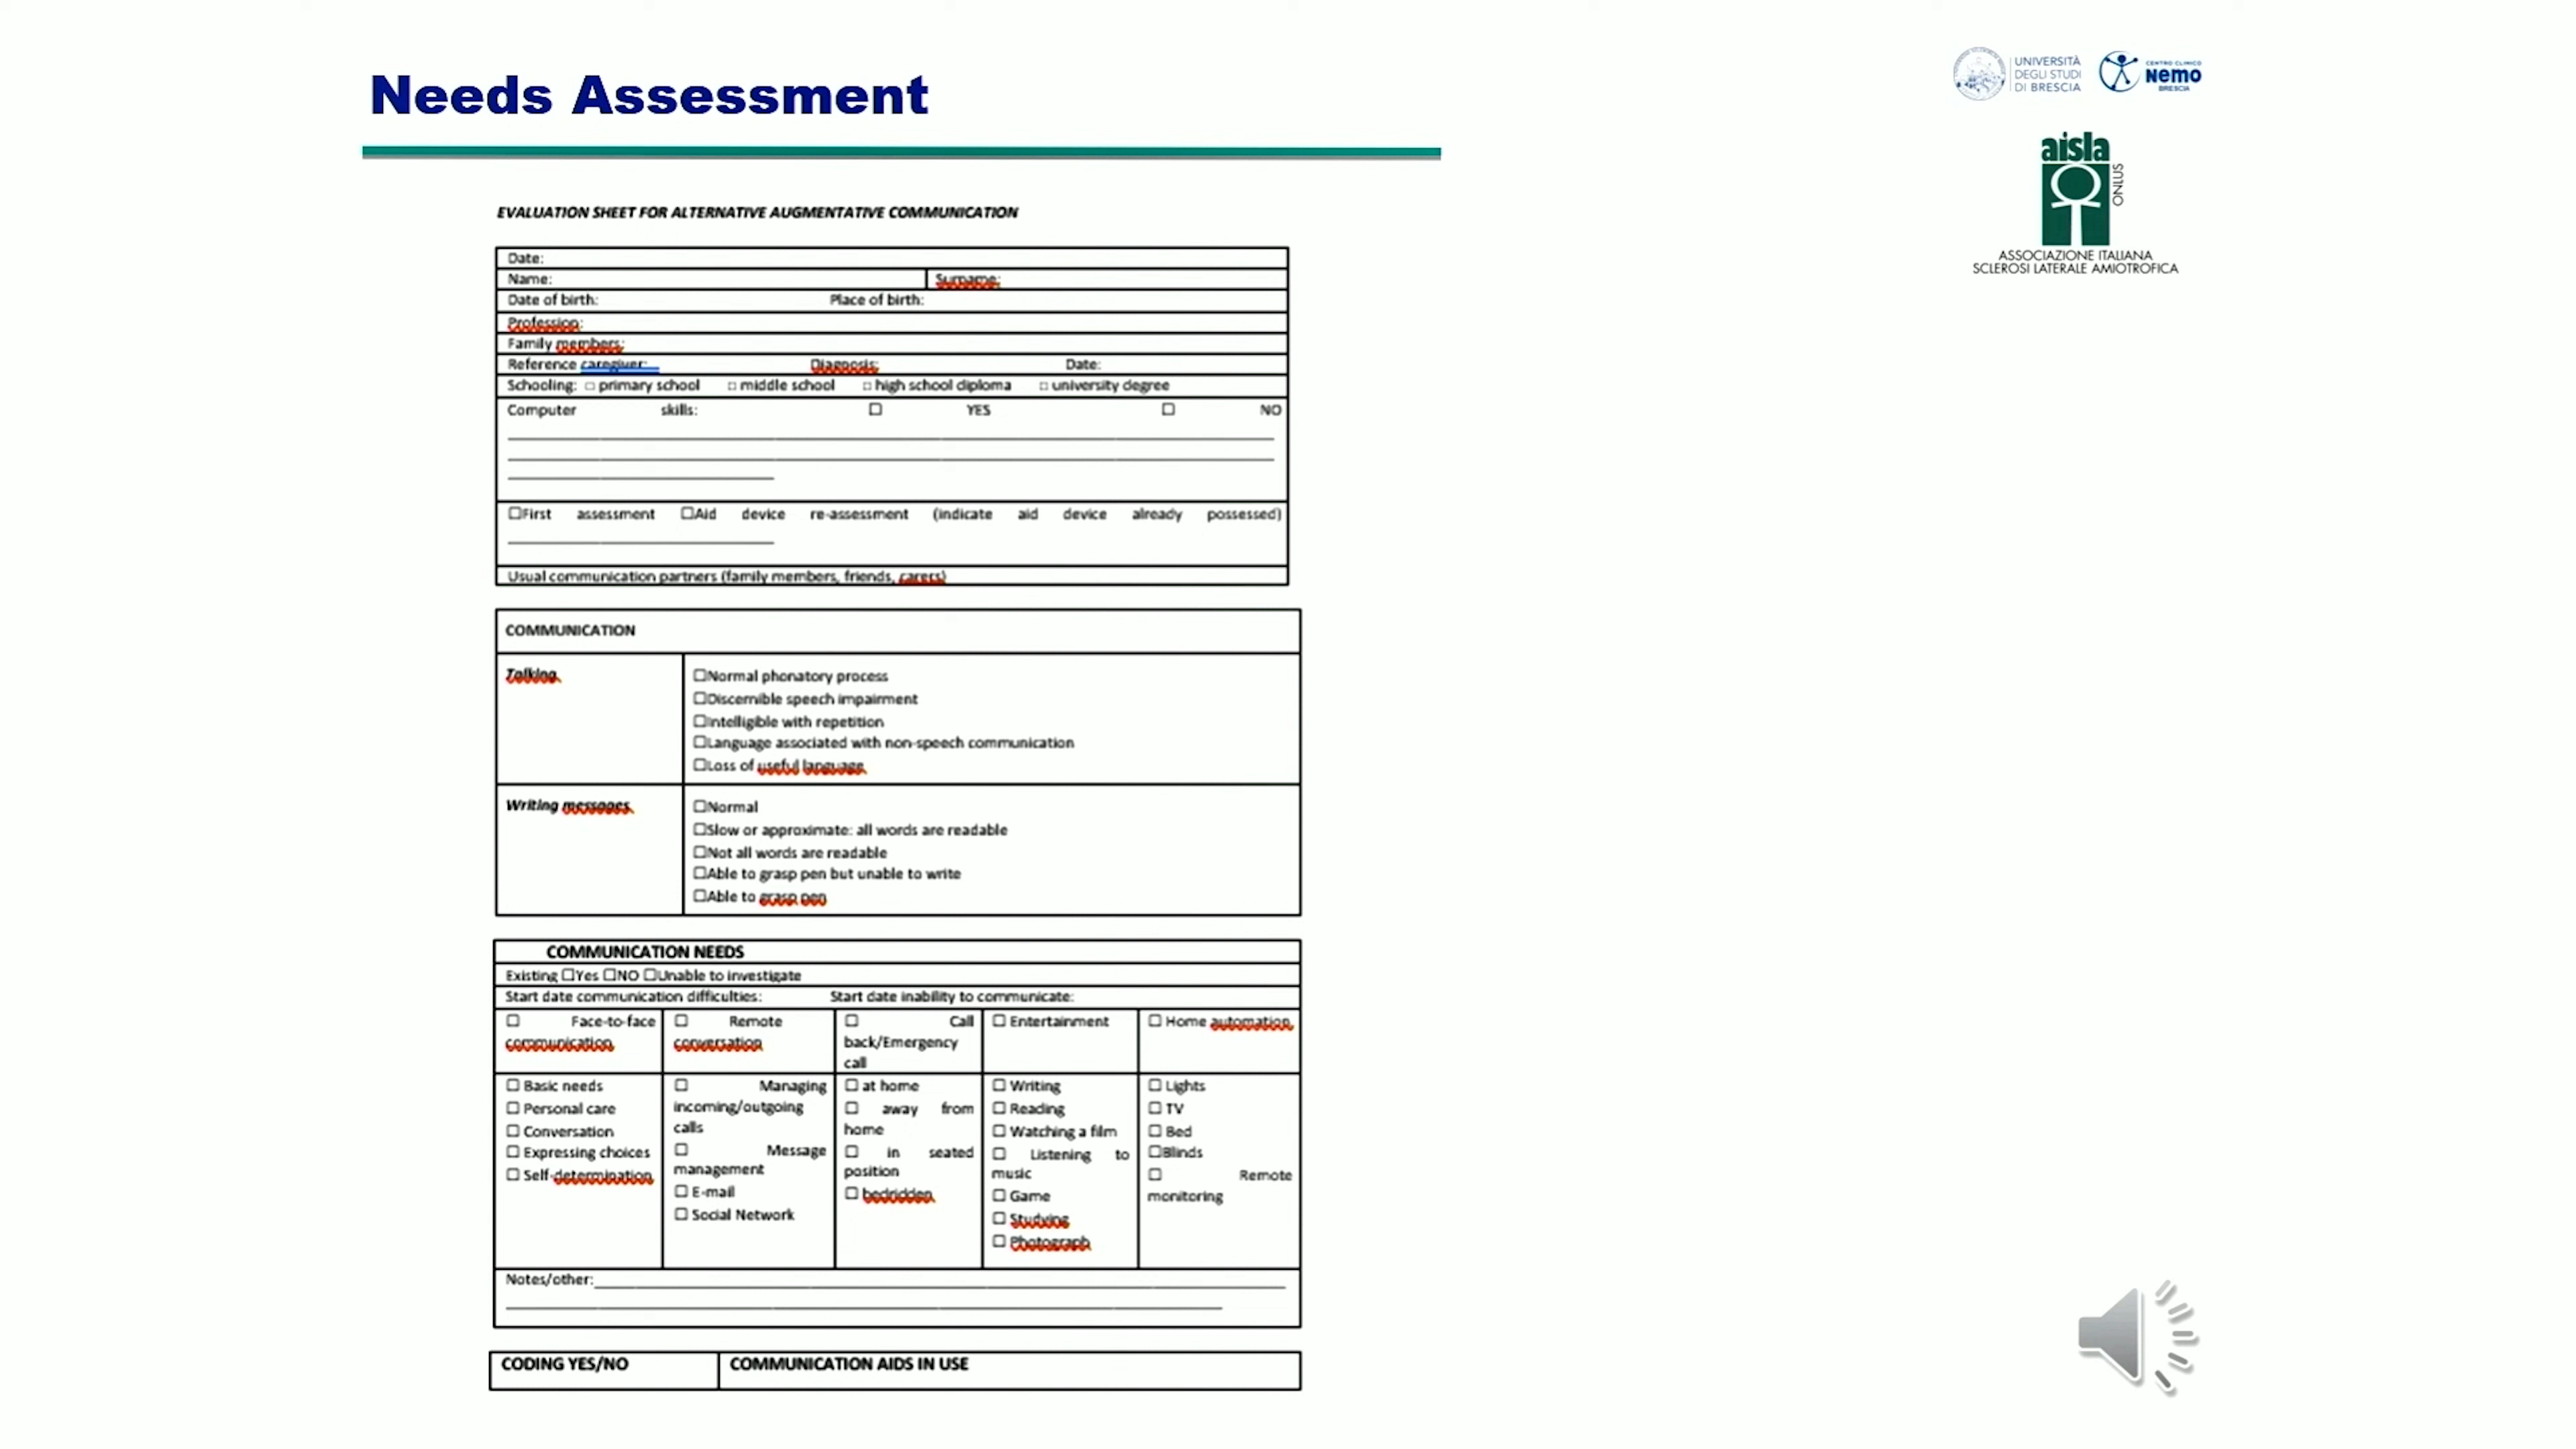 Needs Assessment
UNIVERSITÀ
DEGLI STUDI
DI BRESCIA
CENTRO CLINICO
Nemo
BRESCIA
aisla
ONLUS
ASSOCIAZIONE ITALIANA
SCLEROSI LATERALE AMIOTROFICA
EVALUATION SHEET FOR ALTERNATIVE AUGMENTATIVE COMMUNICATION
Date:
Name: Surname:
Date of birth: Place of birth:
Profession:
Family members:
Reference caregiver: Diagnosis: Date:
Schooling: □ primary school □ middle school □ high school diploma □ university degree
Computer skills: ☐ YES ☐ NO
☐First assessment ☐Aid device re-assessment (indicate aid device already possessed)
Usual communication partners (family members, friends, carers)
COMMUNICATION
Talking
☐Normal phonatory process
☐Discernible speech impairment
☐Intelligible with repetition
☐Language associated with non-speech communication
☐Loss of useful language
Writing messages
☐Normal
☐Slow or approximate: all words are readable
☐Not all words are readable
☐Able to grasp pen but unable to write
☐Able to grasp pen
COMMUNICATION NEEDS
Existing ☐Yes ☐NO ☐Unable to investigate
Start date communication difficulties: Start date inability to communicate:
☐ Face-to-face
communication
☐ Remote
conversation
☐ Call
back/Emergency
call
☐ Entertainment
☐ Home automation
☐ Basic needs
☐ Personal care
☐ Conversation
☐ Expressing choices
☐ Self-determination
☐ Managing
incoming/outgoing
calls
☐ Message
management
☐ E-mail
☐ Social Network
☐ at home
☐ away from
home
☐ in seated
position
☐ bedridden
☐ Writing
☐ Reading
☐ Watching a film
☐ Listening to
music
☐ Game
☐ Studying
☐ Photograph
☐ Lights
☐ TV
☐ Bed
☐Blinds
☐ Remote
monitoring
Notes/other:
CODING YES/NO
COMMUNICATION AIDS IN USE